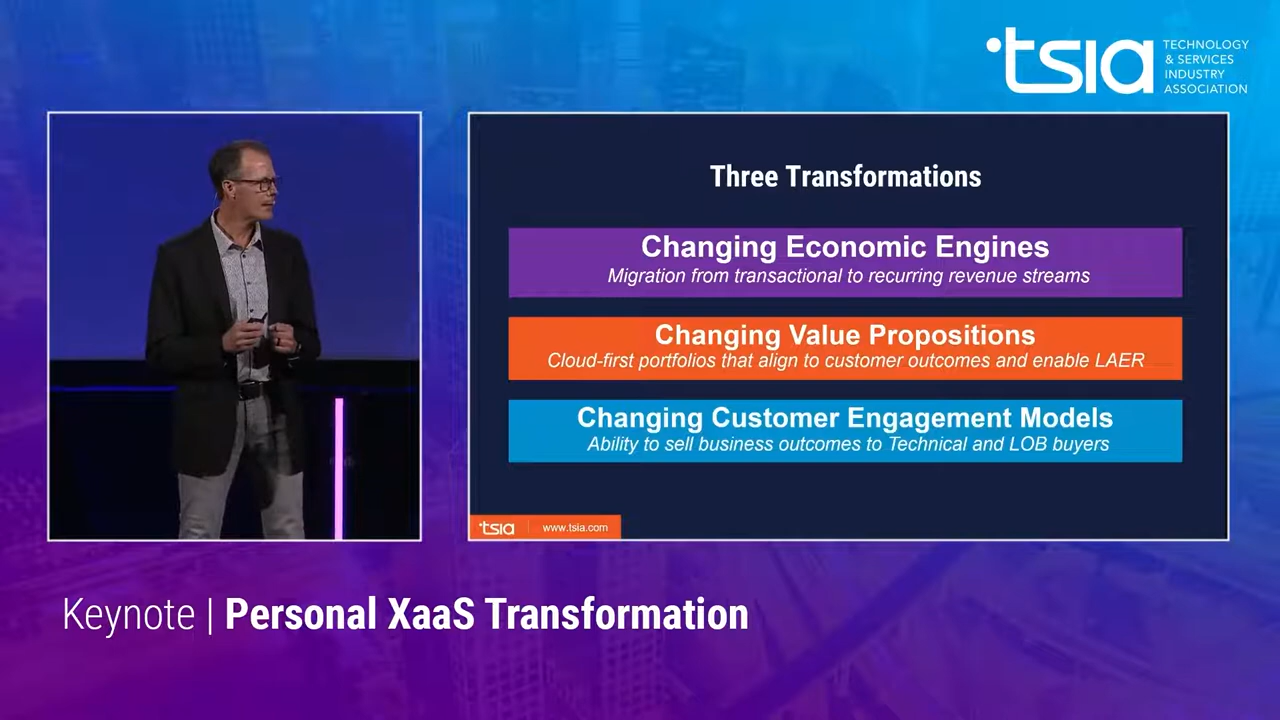 tsia
TECHNOLOGY
& SERVICES
INDUSTRY
ASSOCIATION
Three Transformations
Changing Economic Engines
Migration from transactional to recurring revenue streams
Changing Value Propositions
Cloud-first portfolios that align to customer outcomes and enable LAER
Changing Customer Engagement Models
Ability to sell business outcomes to Technical and LOB buyers
tsia | www.tsia.com
Keynote | Personal XaaS Transformation